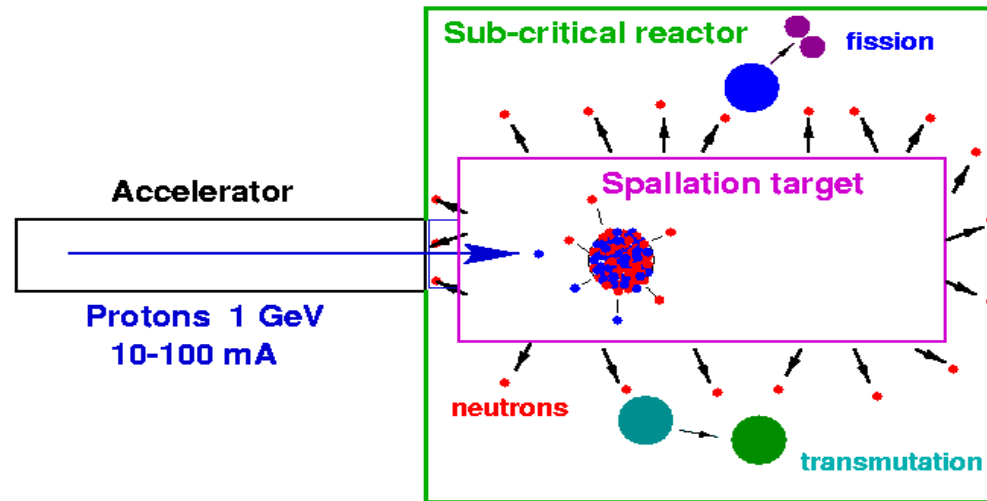 Sub-critical reactor
fission
Accelerator
Spallation target
Protons 1 GeV
10-100 mA
neutrons
transmutation